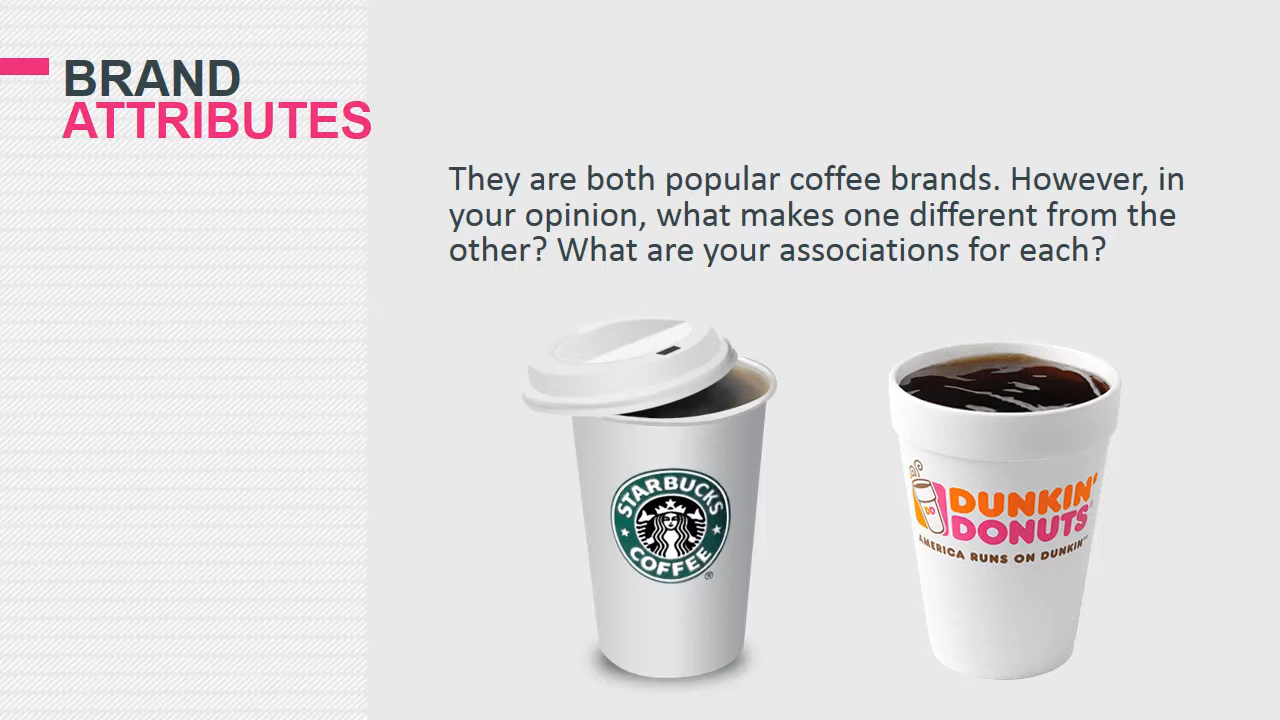 BRAND
ATTRIBUTES
They are both popular coffee brands. However, in
your opinion, what makes one different from the
other? What are your associations for each?
STARBUCKS
COFFEE
®
DD
DUNKIN'
DONUTS
AMERICA RUNS ON DUNKIN'